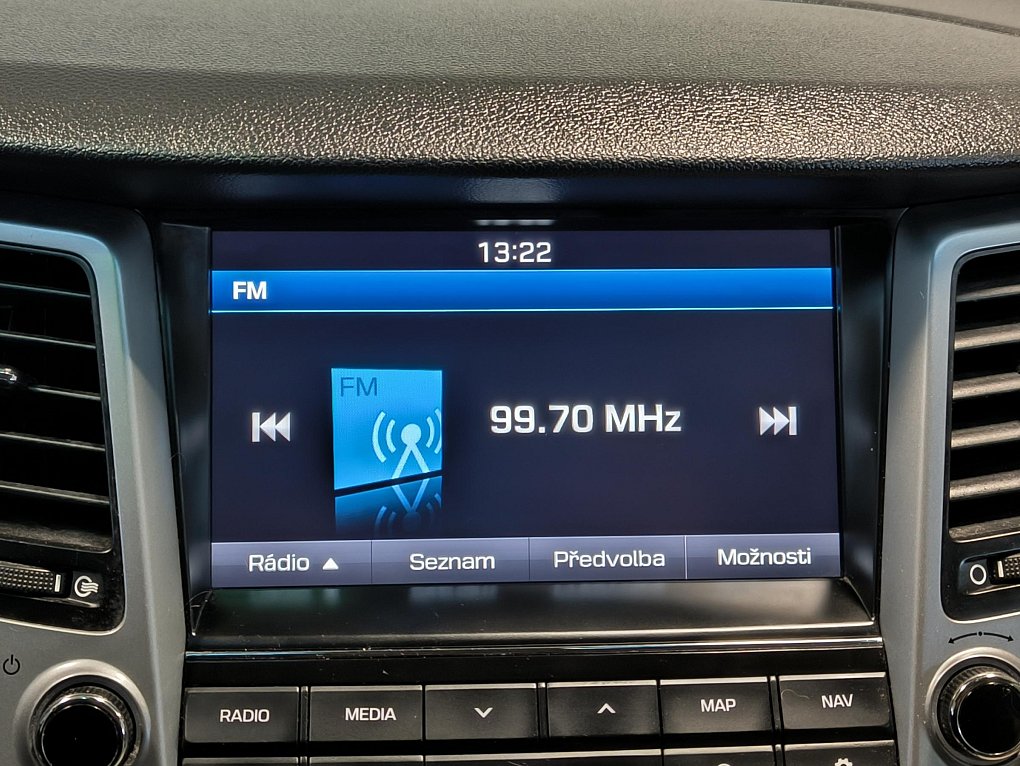 13:22
FM
FM
99.70 MHz
Rádio ▲ Seznam Předvolba Možnosti
RADIO MEDIA MAP NAV